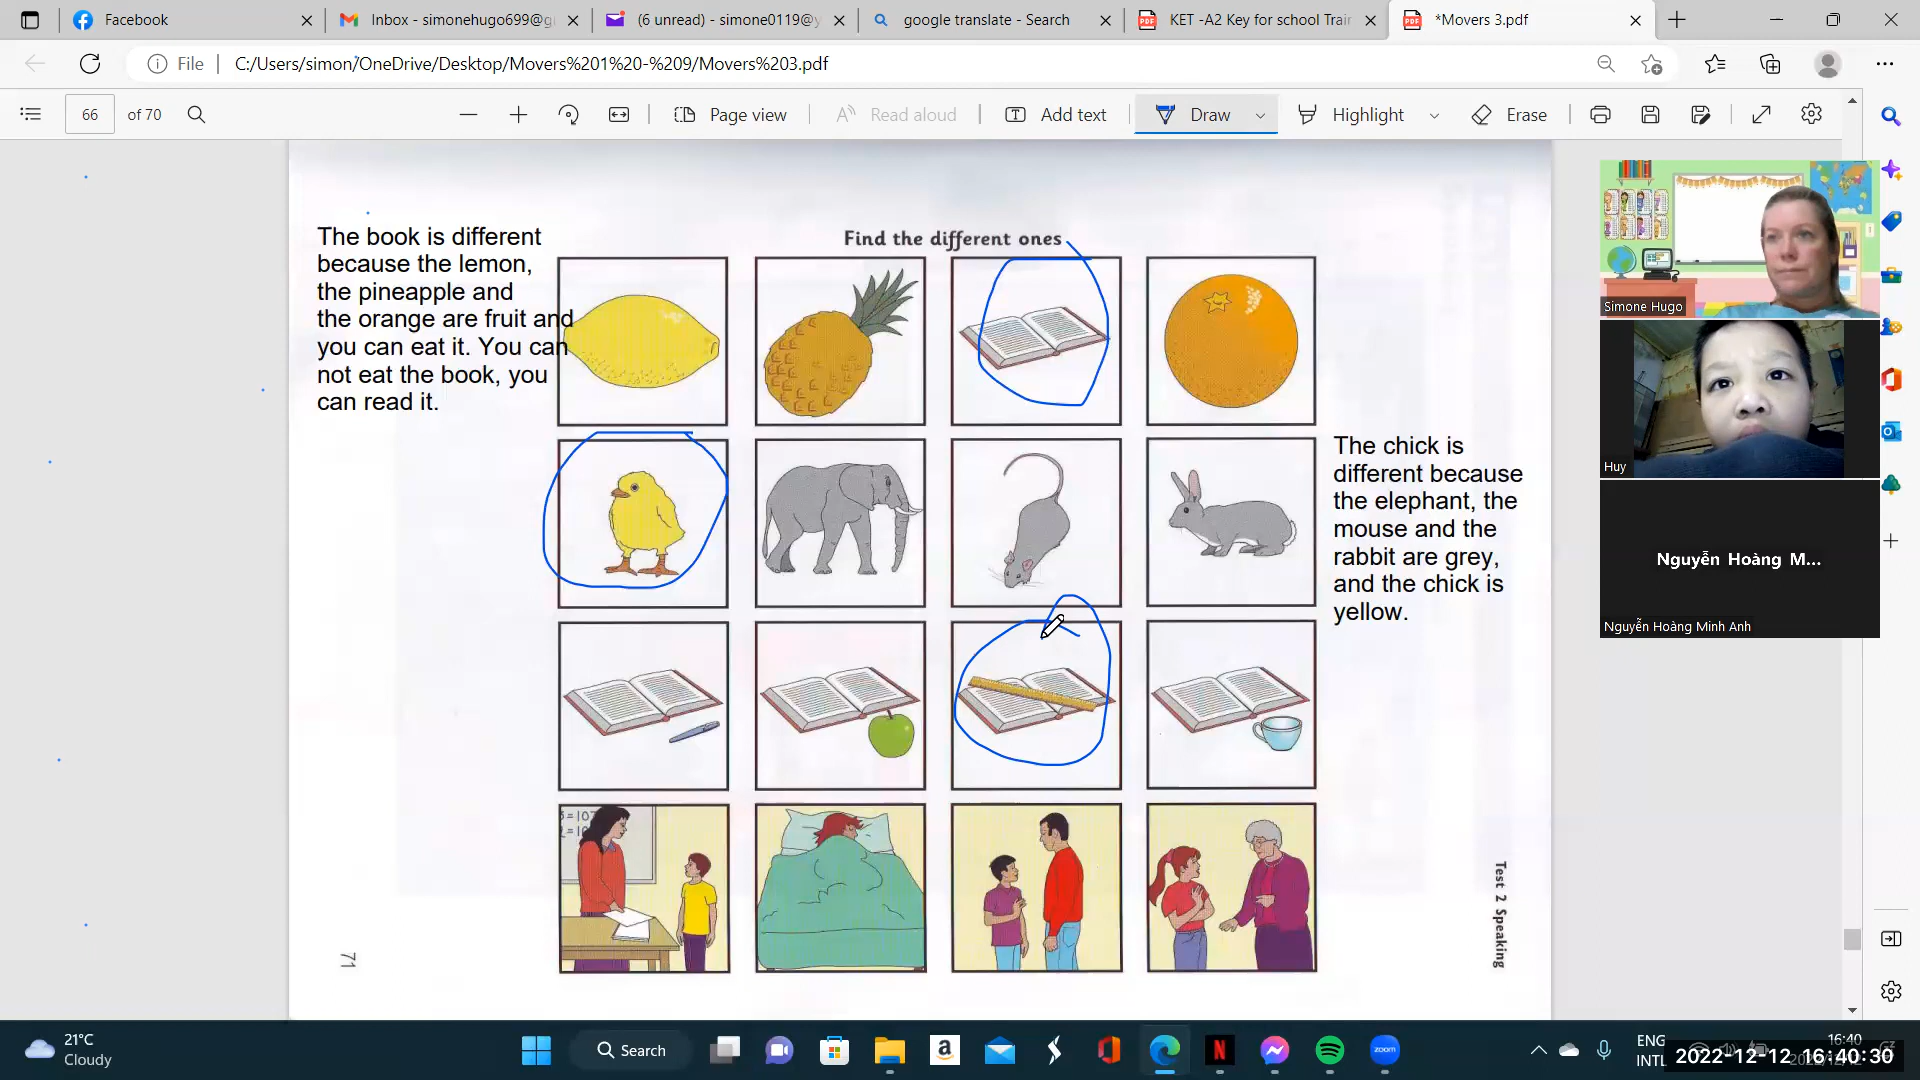 Facebook
Inbox - simonehugo699@g
(6 unread) - simone0119@y
google translate - Search
KET -A2 Key for school Trair
*Movers 3.pdf
File
C:/Users/simon/OneDrive/Desktop/Movers%201%20-%209/Movers%203.pdf
66 of 70
Page view
Read aloud
Add text
Draw
Highlight
Erase
The book is different
because the lemon,
the pineapple and
the orange are fruit and
you can eat it. You can
not eat the book, you
can read it.
Find the different ones
The chick is
different because
the elephant, the
mouse and the
rabbit are grey,
and the chick is
yellow.
Test 2 Speaking
71
Simone Hugo
Huy
Nguyễn Hoàng M...
Nguyễn Hoàng Minh Anh
21°C
Cloudy
Search
zoom
ENG
INTL
16:40
2022-12-12 16:40:30